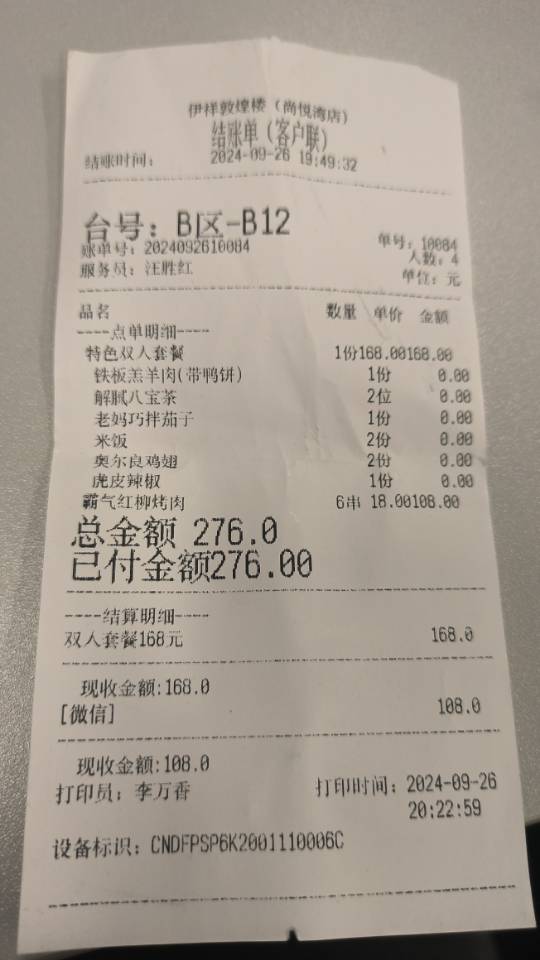 伊祥敦煌楼（尚悦湾店）
结账单（客户联）
结账时间： 2024-09-26 19:49:32
台号：B区-B12
账单号：2024092610084 单号：10084
人数：4
服务员：汪胜红 单位：元
品名 数量 单价 金额
----点单明细----
特色双人套餐 1份168.00168.00
铁板羔羊肉(带鸭饼) 1份 0.00
解腻八宝茶 2位 0.00
老妈巧拌茄子 1份 0.00
米饭 2份 0.00
奥尔良鸡翅 2份 0.00
虎皮辣椒 1份 0.00
霸气红柳烤肉 6串 18.00108.00
总金额 276.0
已付金额276.00
----结算明细----
双人套餐168元 168.0
现收金额:168.0
[微信] 108.0
现收金额:108.0
打印员：李万香 打印时间：2024-09-26
20:22:59
设备标识：CNDFPSP6K2001110006C